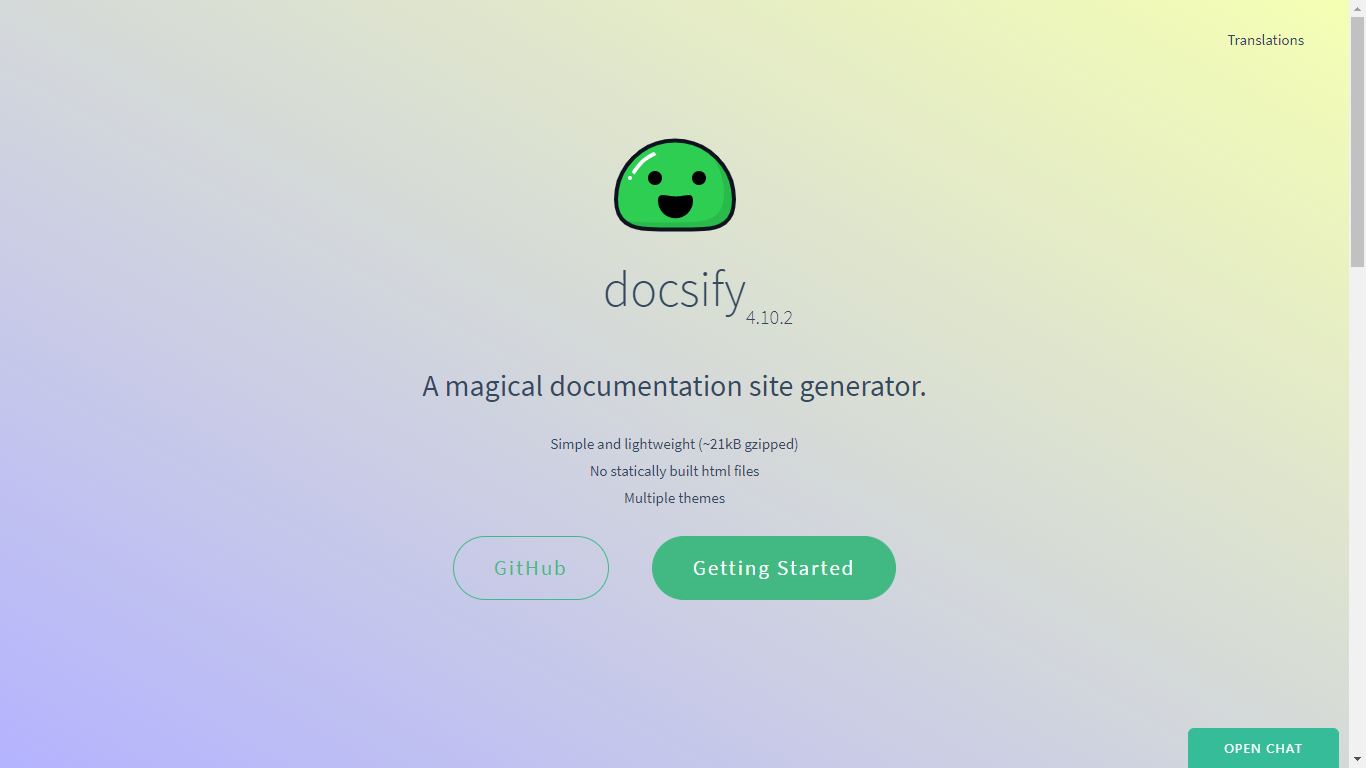 Translations
docsify 4.10.2
A magical documentation site generator.
Simple and lightweight (~21kB gzipped)
No statically built html files
Multiple themes
GitHub
Getting Started
OPEN CHAT